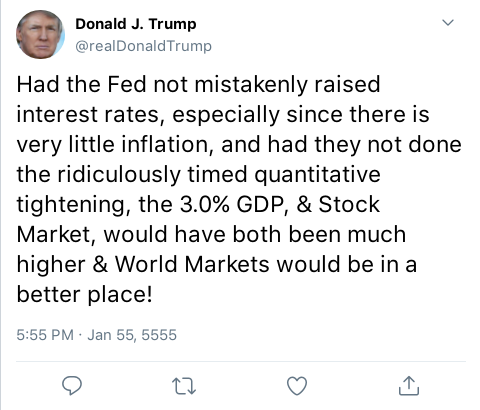 Donald J. Trump
@realDonaldTrump
Had the Fed not mistakenly raised
interest rates, especially since there is
very little inflation, and had they not done
the ridiculously timed quantitative
tightening, the 3.0% GDP, & Stock
Market, would have both been much
higher & World Markets would be in a
better place!
5:55 PM · Jan 55, 5555